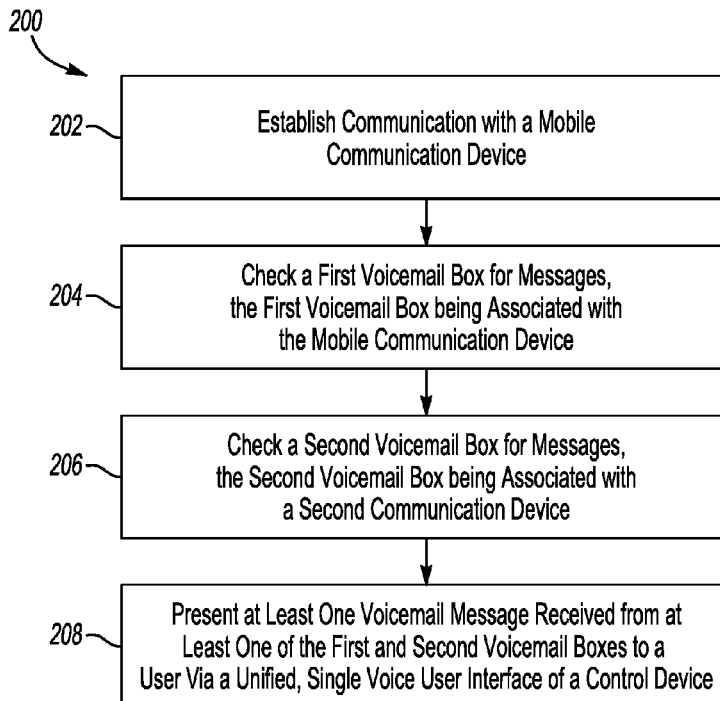 200
202
Establish Communication with a Mobile
Communication Device
204
Check a First Voicemail Box for Messages,
the First Voicemail Box being Associated with
the Mobile Communication Device
206
Check a Second Voicemail Box for Messages,
the Second Voicemail Box being Associated with
a Second Communication Device
208
Present at Least One Voicemail Message Received from at
Least One of the First and Second Voicemail Boxes to a
User Via a Unified, Single Voice User Interface of a Control Device